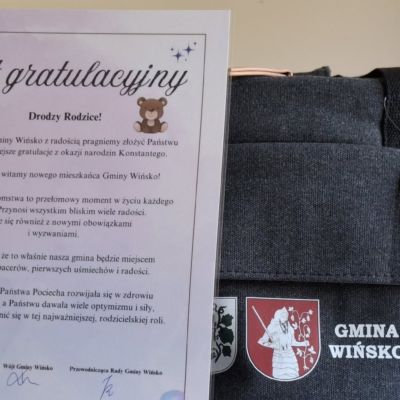 gratulacyjny
Drodzy Rodzice!
Gminy Wińsko z radością pragniemy złożyć Państwu
gratulacje z okazji narodzin Konstantego.
witamy nowego mieszkańca Gminy Wińsko!
to przełomowy moment w życiu każdego
Przynosi wszystkim bliskim wiele radości.
się również z nowymi obowiązkami
i wyzwaniami.
że to właśnie nasza gmina będzie miejscem
spacerów, pierwszych uśmiechów i radości.
Państwa Pociecha rozwijała się w zdrowiu
a Państwu dawała wiele optymizmu i siły,
się w tej najważniejszej, rodzicielskiej roli.
Wójt Gminy Wińsko
Przewodnicząca Rady Gminy Wińsko
GMINA
WIŃSKO